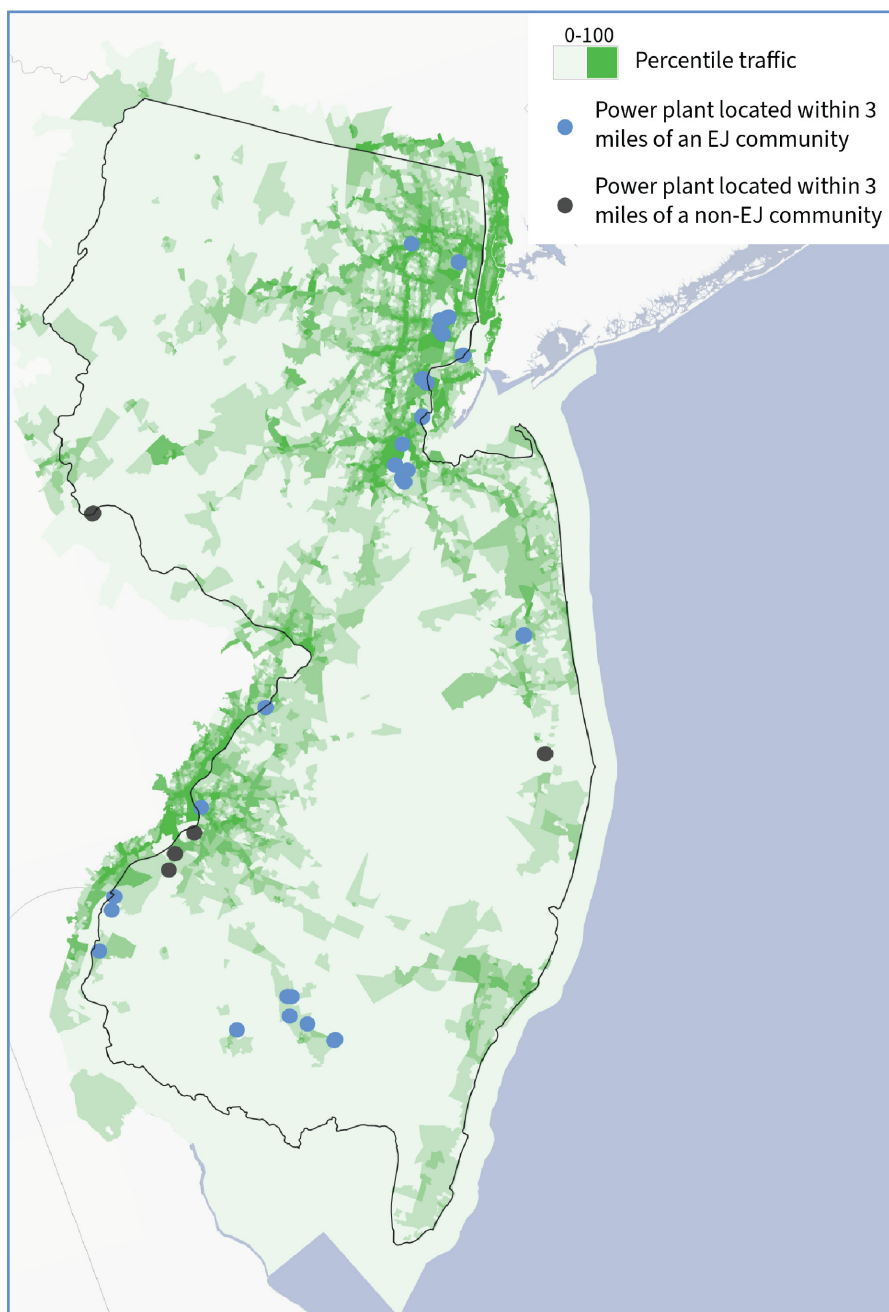 0-100
Percentile traffic
Power plant located within 3
miles of an EJ community
Power plant located within 3
miles of a non-EJ community